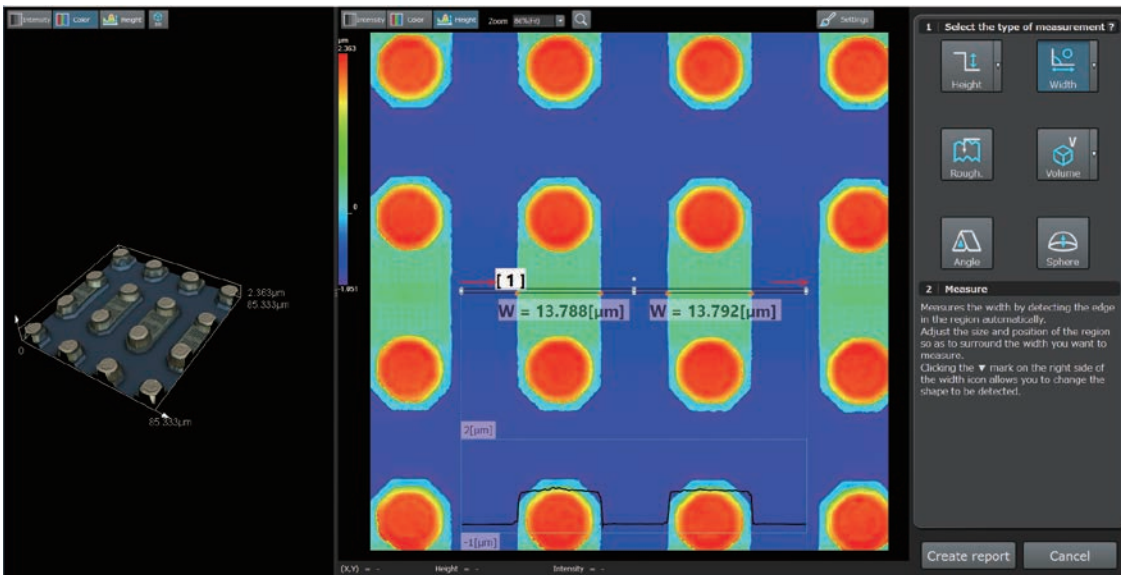 Intensity Color Height 3D
2.363µm
85.333µm
0
85.333µm
Intensity Color Height Zoom 86%(Fit) Settings
µm
2.363
0
-1.051
[ 1 ]
W = 13.788[µm] W = 13.792[µm]
2[µm]
-1[µm]
(X,Y) = - Height = - Intensity = -
1 Select the type of measurement ?
Height Width
Rough. Volume
V
Angle Sphere
2 Measure
Measures the width by detecting the edge
in the region automatically.
Adjust the size and position of the region
so as to surround the width you want to
measure.
Clicking the ▼ mark on the right side of
the width icon allows you to change the
shape to be detected.
Create report Cancel